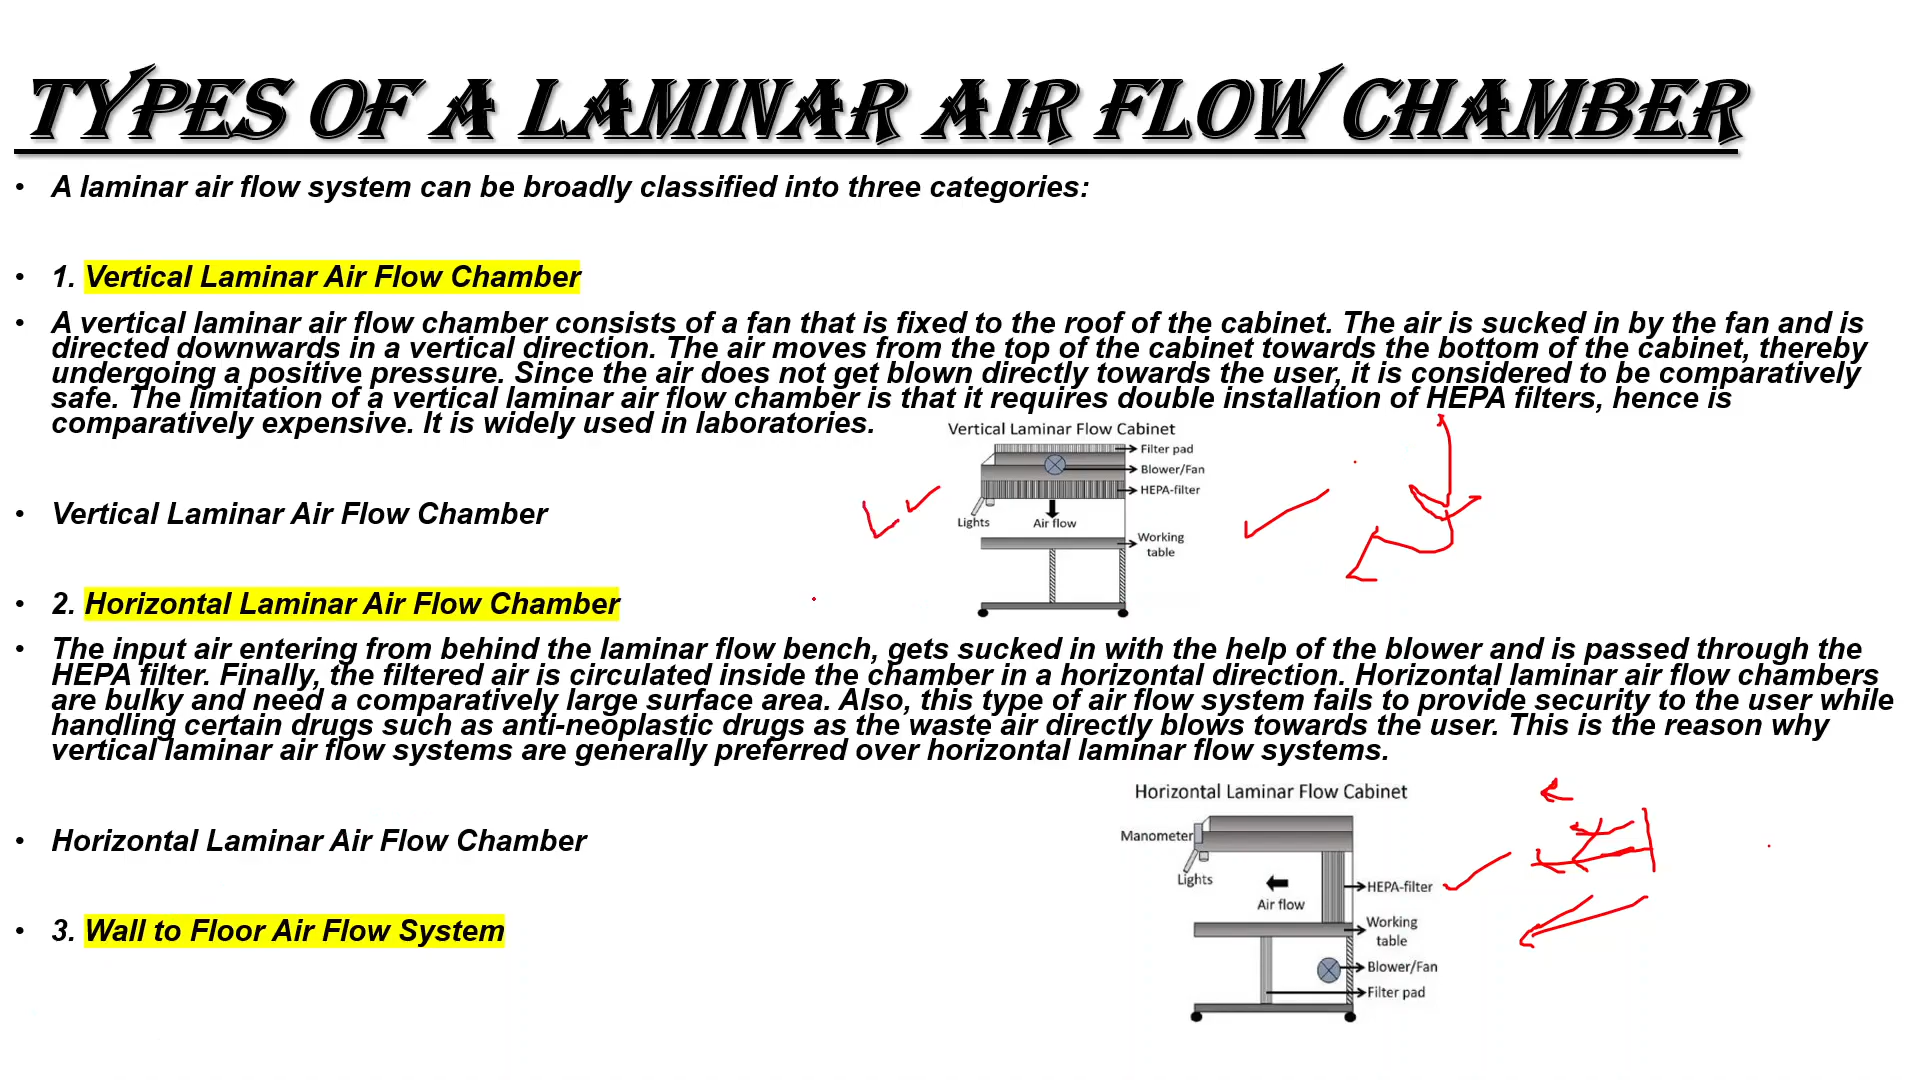 TYPES OF A LAMINAR AIR FLOW CHAMBER
• A laminar air flow system can be broadly classified into three categories:
• 1. Vertical Laminar Air Flow Chamber
• A vertical laminar air flow chamber consists of a fan that is fixed to the roof of the cabinet. The air is sucked in by the fan and is
directed downwards in a vertical direction. The air moves from the top of the cabinet towards the bottom of the cabinet, thereby
undergoing a positive pressure. Since the air does not get blown directly towards the user, it is considered to be comparatively
safe. The limitation of a vertical laminar air flow chamber is that it requires double installation of HEPA filters, hence is
comparatively expensive. It is widely used in laboratories.
Vertical Laminar Flow Cabinet
Filter pad
Blower/Fan
HEPA-filter
Lights
Air flow
Working
table
• Vertical Laminar Air Flow Chamber
• 2. Horizontal Laminar Air Flow Chamber
• The input air entering from behind the laminar flow bench, gets sucked in with the help of the blower and is passed through the
HEPA filter. Finally, the filtered air is circulated inside the chamber in a horizontal direction. Horizontal laminar air flow chambers
are bulky and need a comparatively large surface area. Also, this type of air flow system fails to provide security to the user while
handling certain drugs such as anti-neoplastic drugs as the waste air directly blows towards the user. This is the reason why
vertical laminar air flow systems are generally preferred over horizontal laminar flow systems.
Horizontal Laminar Flow Cabinet
Manometer
Lights
HEPA-filter
Air flow
Working
table
Blower/Fan
Filter pad
• Horizontal Laminar Air Flow Chamber
• 3. Wall to Floor Air Flow System